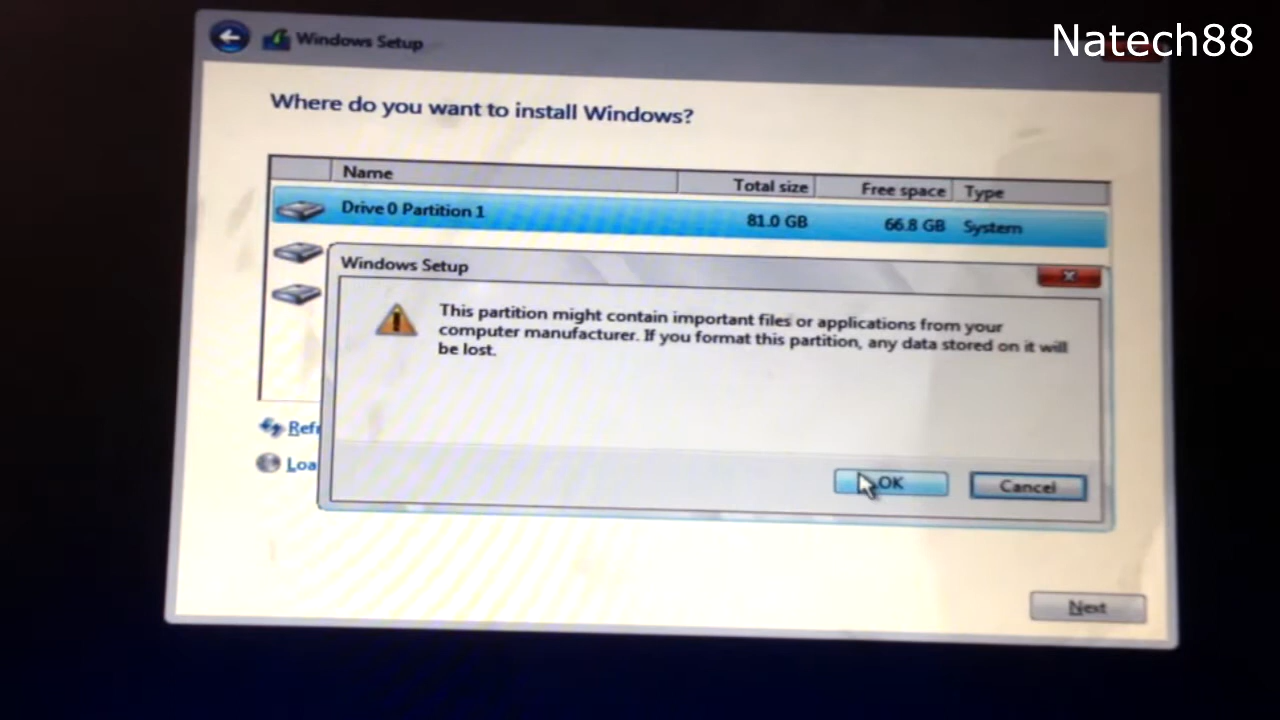 Natech88
Windows Setup
Where do you want to install Windows?
Name Total size Free space Type
Drive 0 Partition 1 81.0 GB 66.8 GB System
Windows Setup
This partition might contain important files or applications from your
computer manufacturer. If you format this partition, any data stored on it will
be lost.
Refr
Loa
OK Cancel
Next